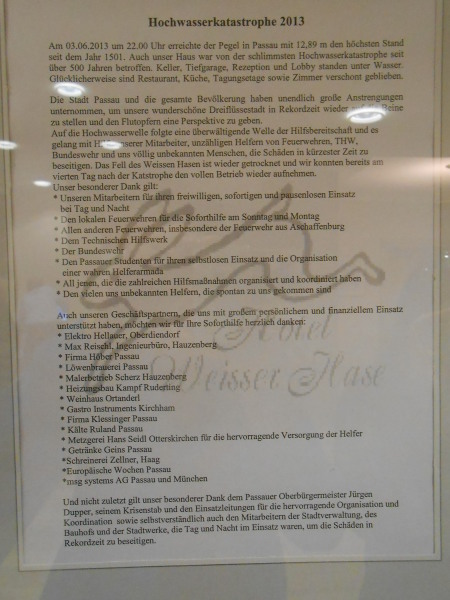 Hochwasserkatastrophe 2013
Am 03.06.2013 um 22.00 Uhr erreichte der Pegel in Passau mit 12,89 m den höchsten Stand
seit dem Jahr 1501. Auch unser Haus war von der schlimmsten Hochwasserkatastrophe seit
über 500 Jahren betroffen. Keller, Tiefgarage, Rezeption und Lobby standen unter Wasser.
Glücklicherweise sind Restaurant, Küche, Tagungsetage sowie Zimmer verschont geblieben.
Die Stadt Passau und die gesamte Bevölkerung haben unendlich große Anstrengungen
unternommen, um unsere wunderschöne Dreiflüssestadt in Rekordzeit wieder auf die Beine
zu stellen und den Flutopfern eine Perspektive zu geben.
Auf die Hochwasserwelle folgte eine überwältigende Welle der Hilfsbereitschaft und es
gelang mit unserer Mitarbeiter, unzähligen Helfern von Feuerwehren, THW,
Bundeswehr und uns völlig unbekannten Menschen, die Schäden in kürzester Zeit zu
beseitigen. Das Fell des Weissen Hasen ist wieder getrocknet und wir konnten bereits am
vierten Tag nach der Katstrophe den vollen Betrieb wieder aufnehmen.
Unser besonderer Dank gilt:
* Unseren Mitarbeitern für ihren freiwilligen, sofortigen und pausenlosen Einsatz
bei Tag und Nacht
* Den lokalen Feuerwehren für die Soforthilfe am Sonntag und Montag
* Allen anderen Feuerwehren, insbesondere der Feuerwehr aus Aschaffenburg
* Dem Technischen Hilfswerk
* Der Bundeswehr
* Den Passauer Studenten für ihren selbstlosen Einsatz und die Organisation
einer wahren Helferarmada
* All jenen, die die zahlreichen Hilfsmaßnahmen organisiert und koordiniert haben
* Den vielen uns unbekannten Helfern, die spontan zu uns gekommen sind
Auch unseren Geschäftspartnern, die uns mit großem persönlichem und finanziellem Einsatz
unterstützt haben, möchten wir für Ihre Soforthilfe herzlich danken:
* Elektro Hellauer, Oberdiendorf
* Max Reischl, Ingenieurbüro, Hauzenberg
* Firma Höber Passau
* Löwenbrauerei Passau
* Malerbetrieb Scherz Hauzenberg
* Heizungsbau Kampf Ruderting
* Weinhaus Ortanderl
* Gastro Instruments Kirchham
* Firma Klessinger Passau
* Kälte Ruland Passau
* Metzgerei Hans Seidl Otterskirchen für die hervorragende Versorgung der Helfer
* Getränke Geins Passau
*Schreinerei Zellner, Haag
*Europäische Wochen Passau
*msg systems AG Passau und München
Hotel
Weisser Hase
Und nicht zuletzt gilt unser besonderer Dank dem Passauer Oberbürgermeister Jürgen
Dupper, seinem Krisenstab und den Einsatzleitungen für die hervorragende Organisation und
Koordination sowie selbstverständlich auch den Mitarbeitern der Stadtverwaltung, des
Bauhofs und der Stadtwerke, die Tag und Nacht im Einsatz waren, um die Schäden in
Rekordzeit zu beseitigen.